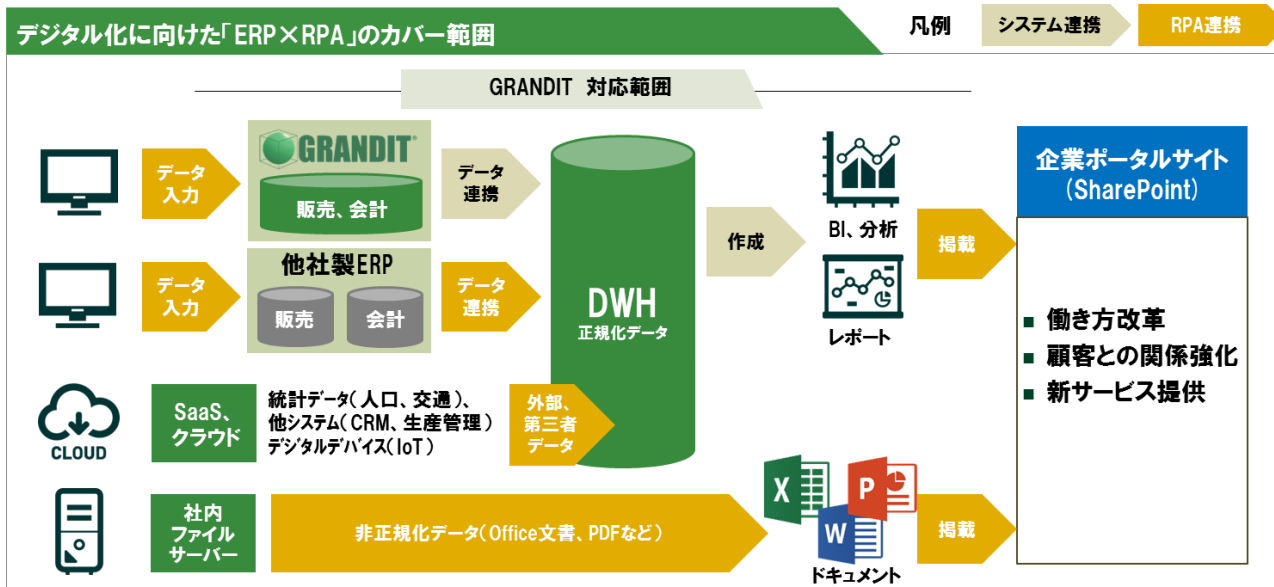 デジタル化に向けた「ERP×RPA」のカバー範囲
凡例
システム連携
RPA連携
GRANDIT 対応範囲
データ
入力
GRANDIT®
販売、会計
データ
連携
データ
入力
他社製ERP
販売
会計
データ
連携
DWH
正規化データ
作成
BI、分析
レポート
掲載
企業ポータルサイト
(SharePoint)
■ 働き方改革
■ 顧客との関係強化
■ 新サービス提供
CLOUD
SaaS、
クラウド
統計データ(人口、交通)、
他システム(CRM、生産管理)
デジタルデバイス(IoT)
外部、
第三者
データ
社内
ファイル
サーバー
非正規化データ(Office文書、PDFなど)
X
P
W
ドキュメント
掲載